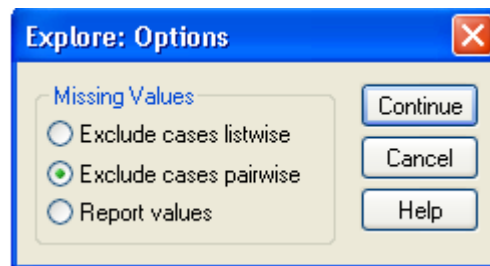 Explore: Options
Missing Values
Exclude cases listwise
Exclude cases pairwise
Report values
Continue
Cancel
Help